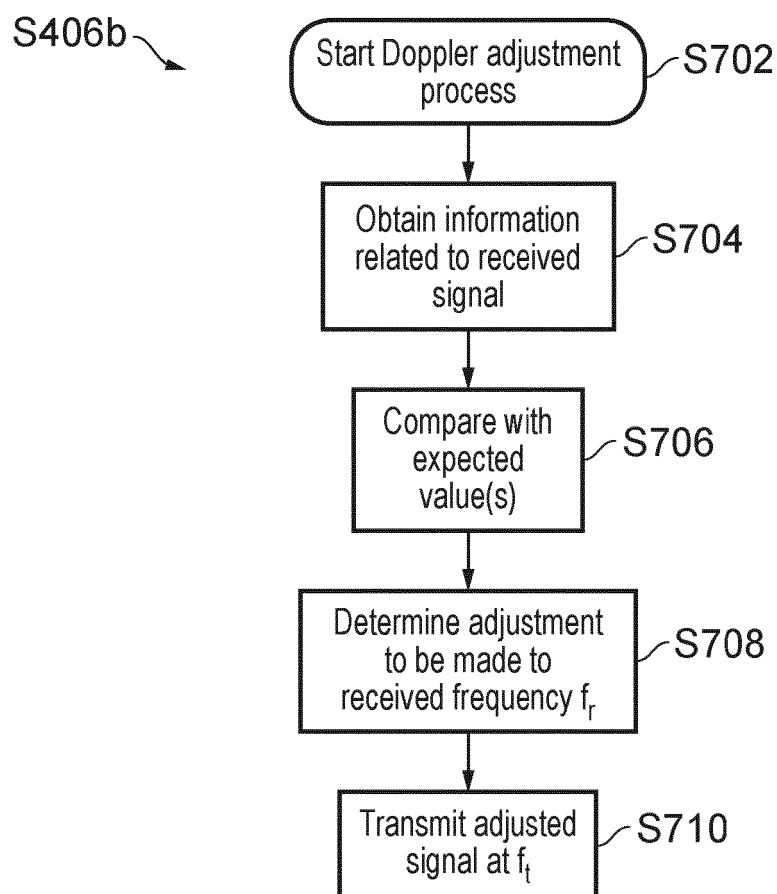 S406b
Start Doppler adjustment
process
S702
Obtain information
related to received
signal
S704
Compare with
expected
value(s)
S706
Determine adjustment
to be made to
received frequency fr
S708
Transmit adjusted
signal at ft
S710